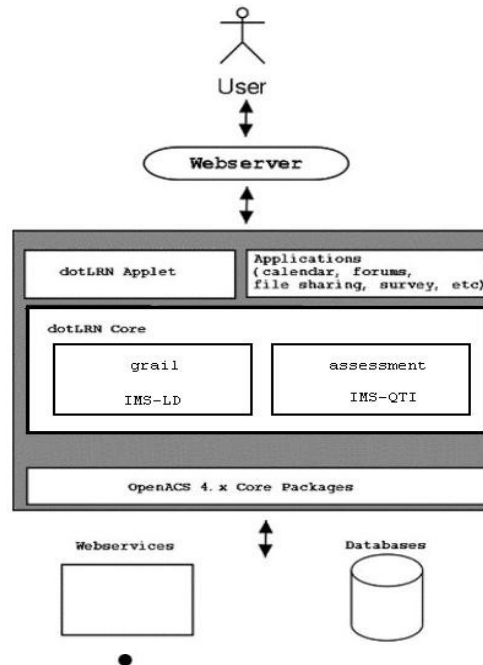 User
Webserver
dotLRN Applet
Applications
(calendar, forums,
file sharing, survey, etc)
dotLRN Core
grail
IMS-LD
assessment
IMS-QTI
OpenACS 4.x Core Packages
Webservices
Databases